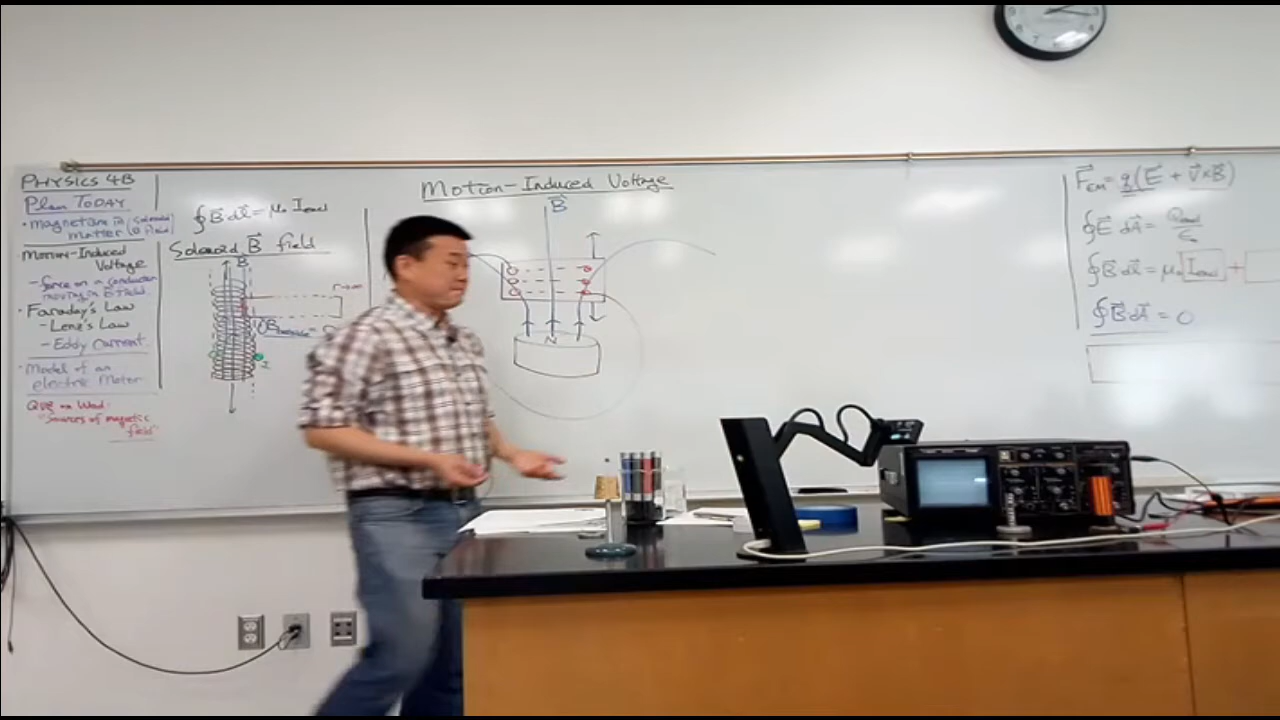 PHYSICS 4B
Plan TODAY
• magnetism in (solenoid
matter B field)
Motion-Induced
Voltage
- force on a conductor
moving in B field.
• Faraday's Law
- Lenz's Law
- Eddy Current
• Model of an
electric Motor
QUIZ on Wed:
"Sources of magnetic
field"
∮B⃗·dl⃗ = μ₀ I_encl
Solenoid B⃗ field
B
I
Motion-Induced Voltage
B⃗
N
F⃗_EM = q(E⃗ + v⃗×B⃗)
∮E⃗·dA⃗ = Q_encl/ε₀
∮B⃗·dl⃗ = μ₀ I_encl +
∮B⃗·dA⃗ = 0